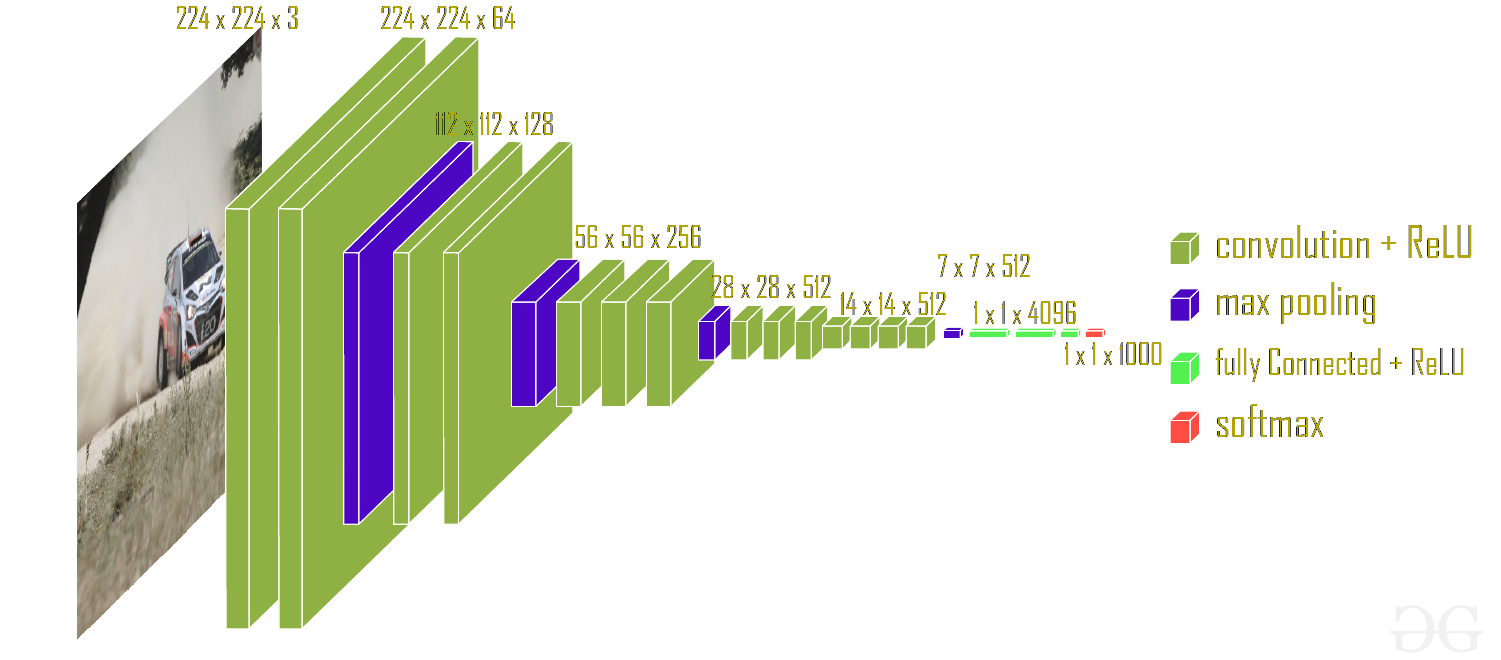 224 x 224 x 3
224 x 224 x 64
112 x 112 x 128
56 x 56 x 256
28 x 28 x 512
14 x 14 x 512
7 x 7 x 512
1 x 1 x 4096
1 x 1 x 1000
convolution + ReLU
max pooling
fully Connected + ReLU
softmax